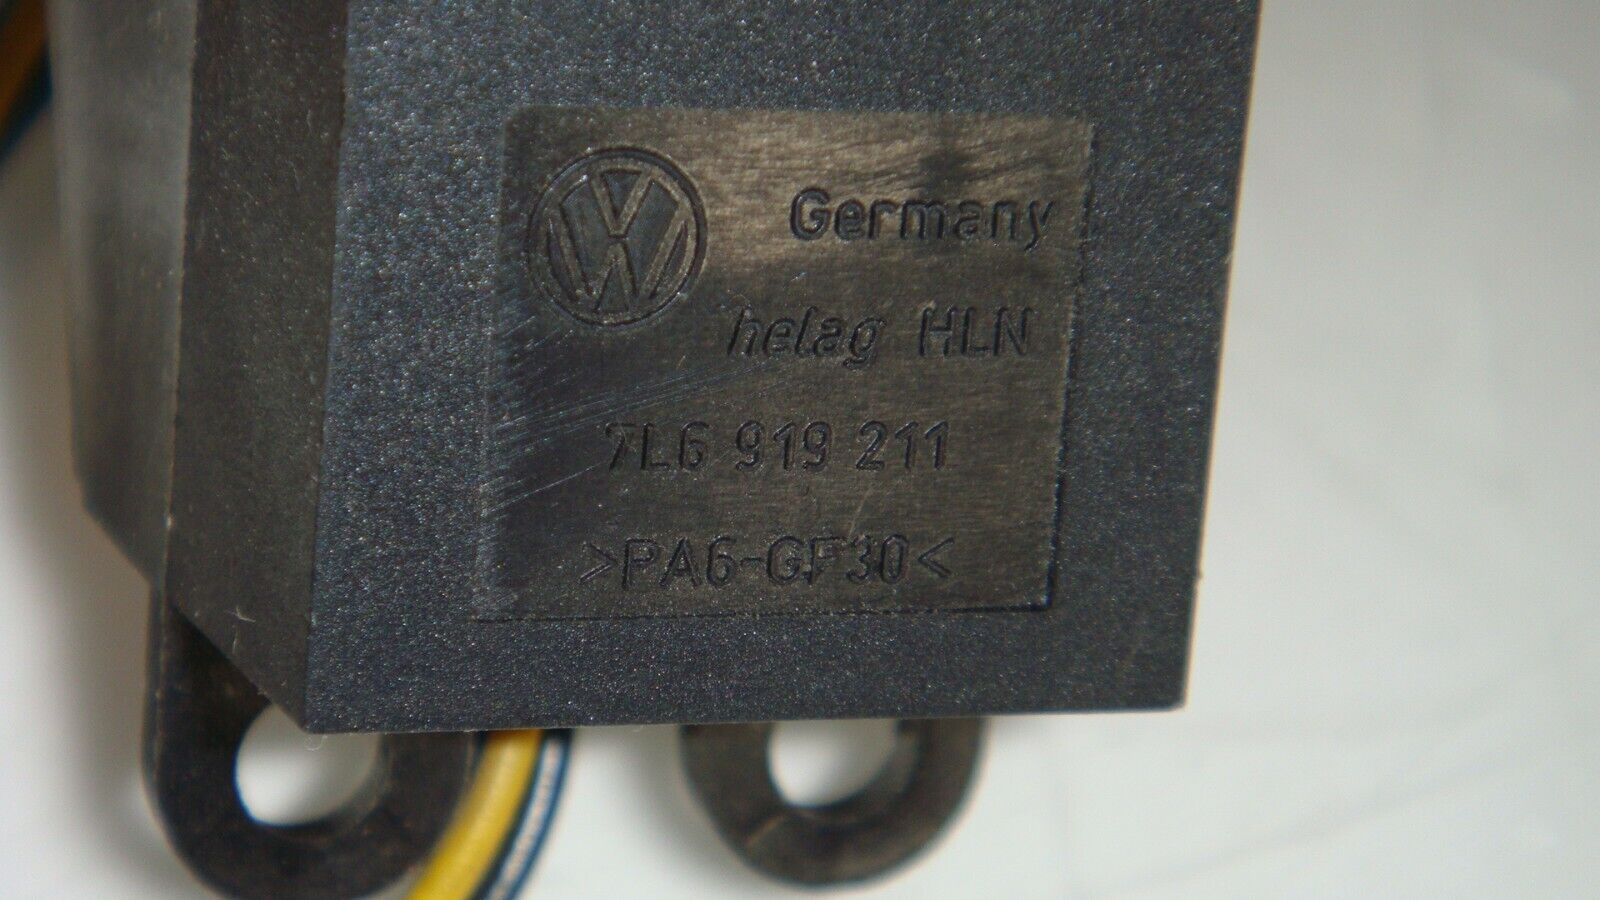 Germany
helag HLN
7L6 919 211
>PA6-GF30<